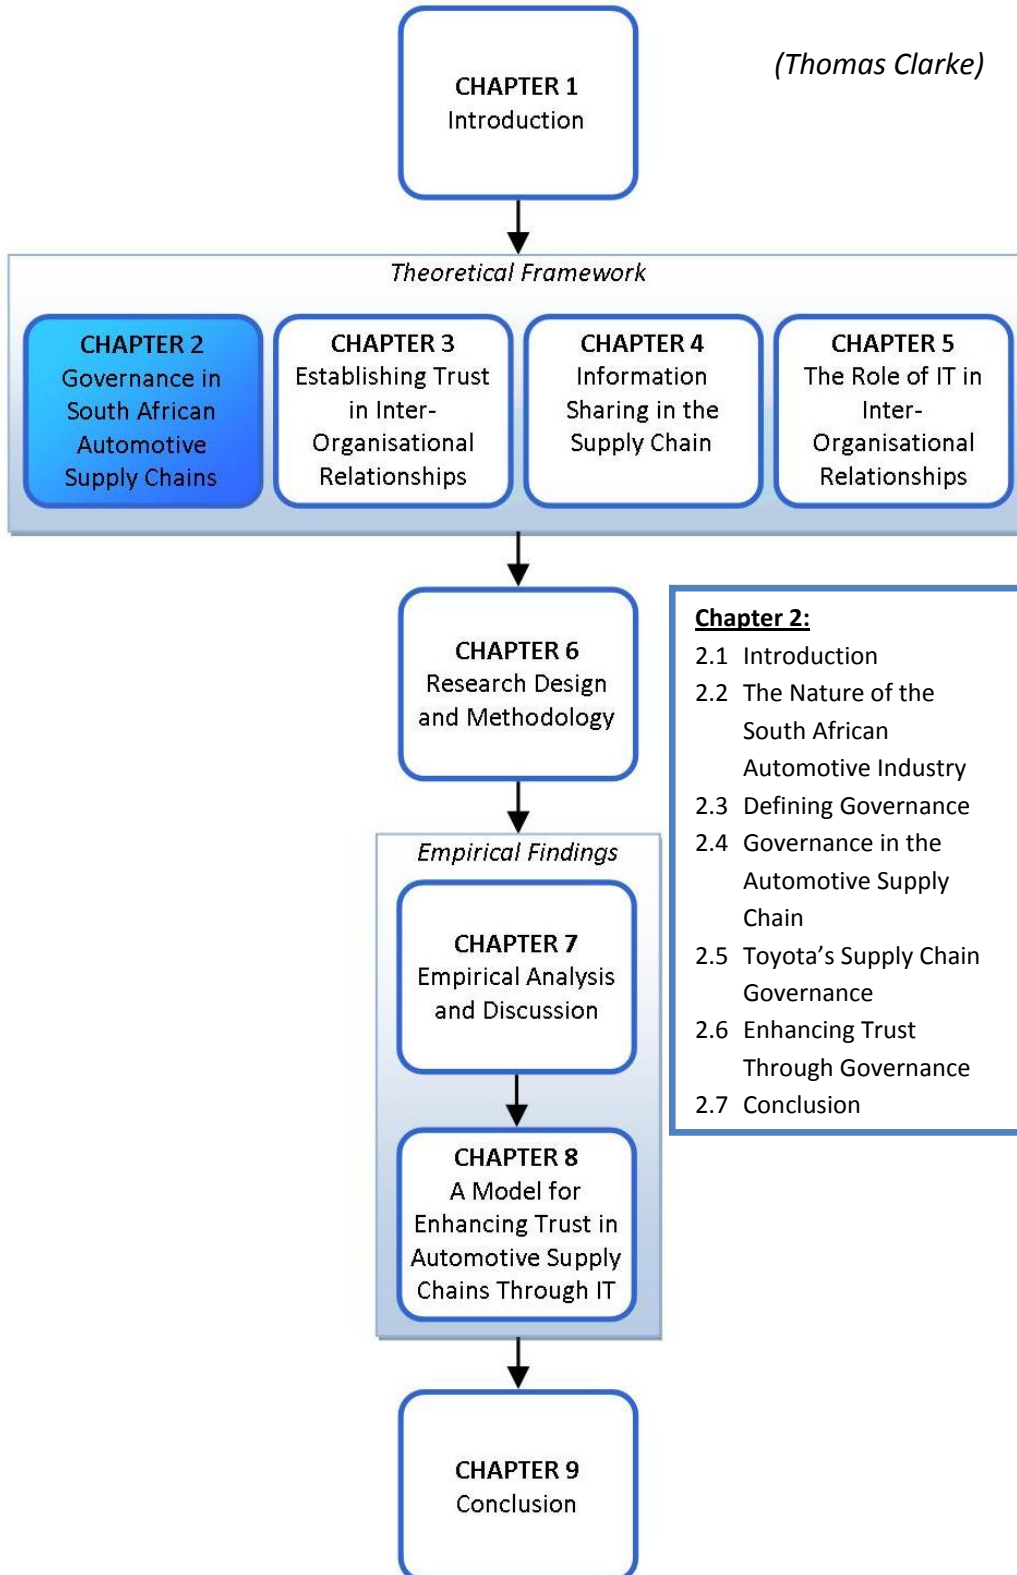 (Thomas Clarke)
CHAPTER 1
Introduction
Theoretical Framework
CHAPTER 2
Governance in
South African
Automotive
Supply Chains
CHAPTER 3
Establishing Trust
in Inter-
Organisational
Relationships
CHAPTER 4
Information
Sharing in the
Supply Chain
CHAPTER 5
The Role of IT in
Inter-
Organisational
Relationships
CHAPTER 6
Research Design
and Methodology
Chapter 2:
2.1 Introduction
2.2 The Nature of the
South African
Automotive Industry
2.3 Defining Governance
2.4 Governance in the
Automotive Supply
Chain
2.5 Toyota’s Supply Chain
Governance
2.6 Enhancing Trust
Through Governance
2.7 Conclusion
Empirical Findings
CHAPTER 7
Empirical Analysis
and Discussion
CHAPTER 8
A Model for
Enhancing Trust in
Automotive Supply
Chains Through IT
CHAPTER 9
Conclusion